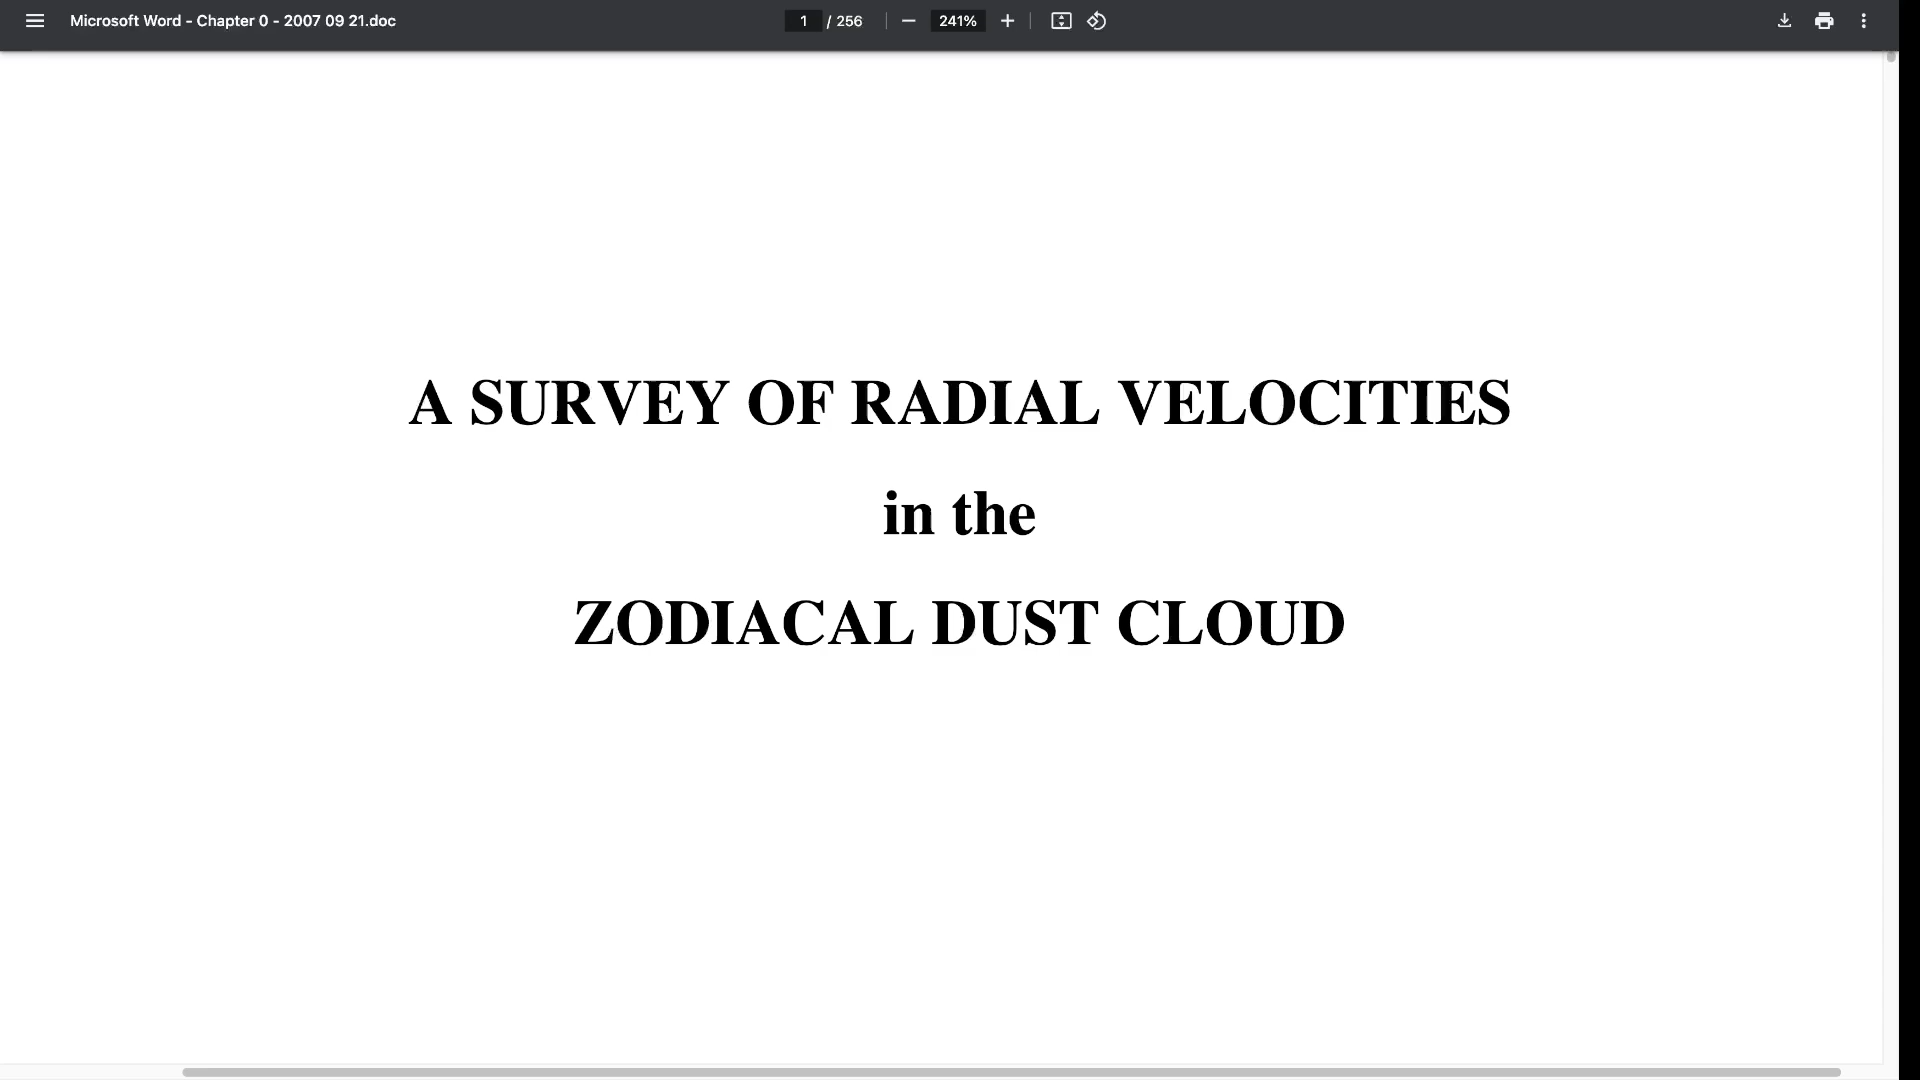 Microsoft Word - Chapter 0 - 2007 09 21.doc
1 / 256
241%
A SURVEY OF RADIAL VELOCITIES
in the
ZODIACAL DUST CLOUD